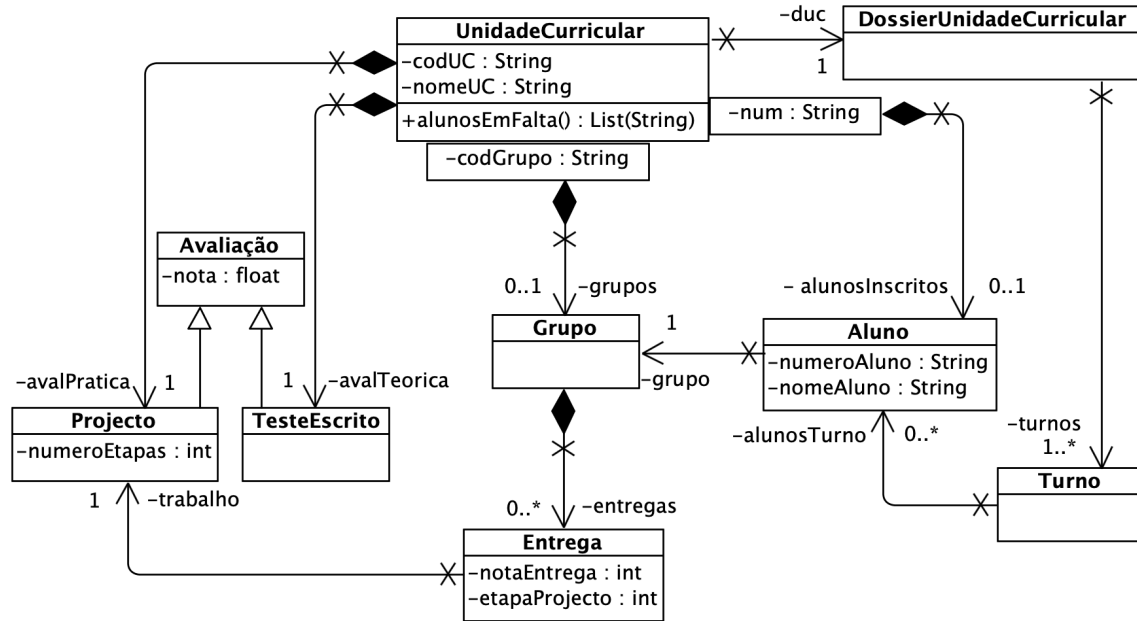 UnidadeCurricular
-codUC : String
-nomeUC : String
+alunosEmFalta() : List(String)
-duc
1
DossierUnidadeCurricular
-num : String
-codGrupo : String
Avaliação
-nota : float
0..1
-grupos
- alunosInscritos
0..1
Grupo
1
-grupo
Aluno
-numeroAluno : String
-nomeAluno : String
-avalPratica
1
1
-avalTeorica
Projecto
-numeroEtapas : int
TesteEscrito
-alunosTurno
0..*
-turnos
1..*
Turno
1
-trabalho
0..*
-entregas
Entrega
-notaEntrega : int
-etapaProjecto : int